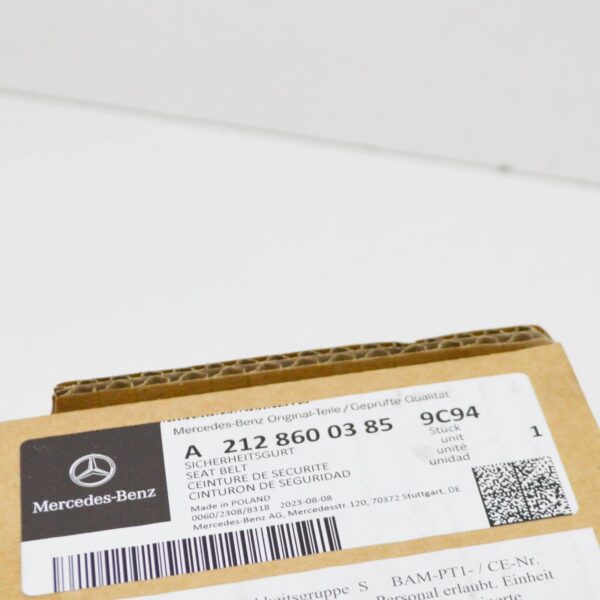 Mercedes-Benz Original-Teile / Geprüfte Qualität
A 212 860 03 85 9C94
SICHERHEITSGURT
SEAT BELT
CEINTURE DE SECURITE
CINTURON DE SEGURIDAD
Stück
unit
unité
unidad
1
Made in POLAND
0060/2308/8318 2023-08-08
Mercedes-Benz AG, Mercedesstr.120, 70372 Stuttgart, DE
Mercedes-Benz
S BAM-PT1- / CE-Nr.
Personal erlaubt. Einheit